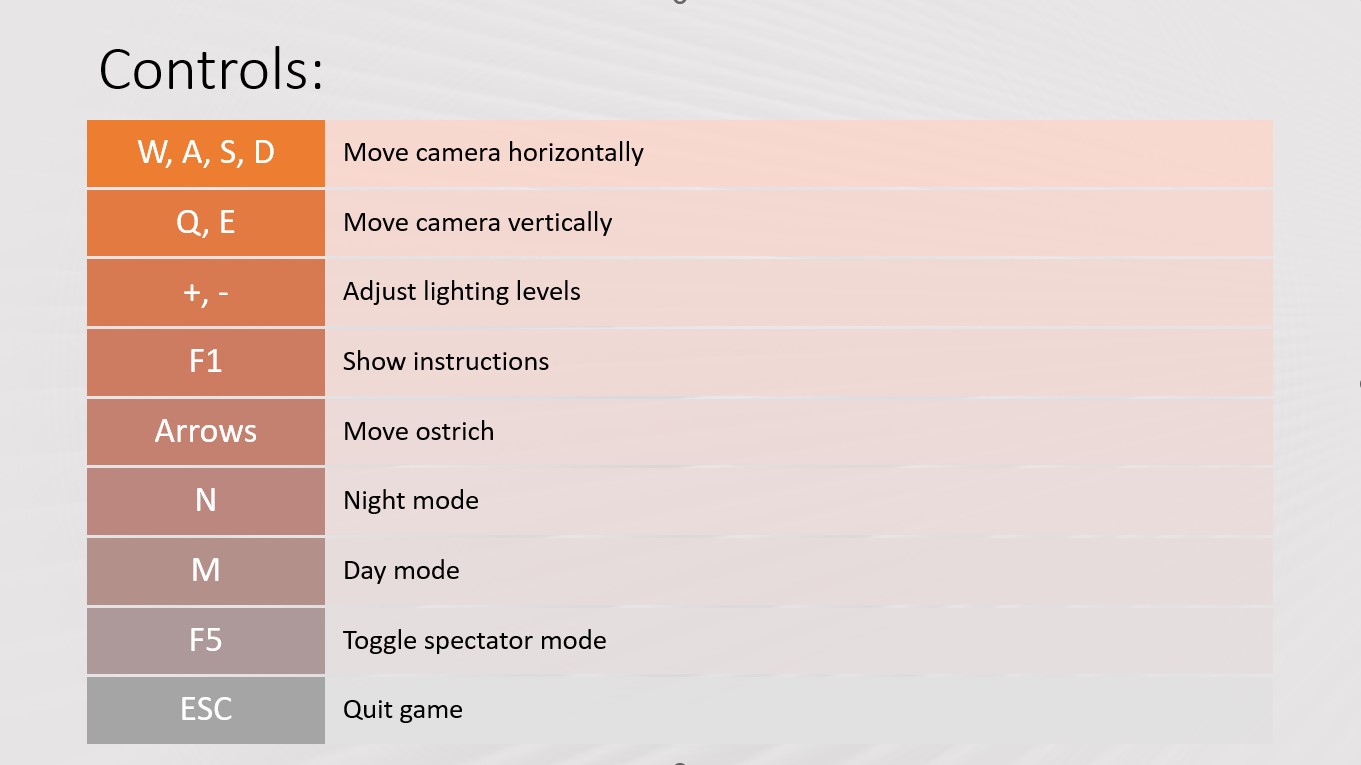 Controls:
W, A, S, D Move camera horizontally
Q, E Move camera vertically
+, - Adjust lighting levels
F1 Show instructions
Arrows Move ostrich
N Night mode
M Day mode
F5 Toggle spectator mode
ESC Quit game